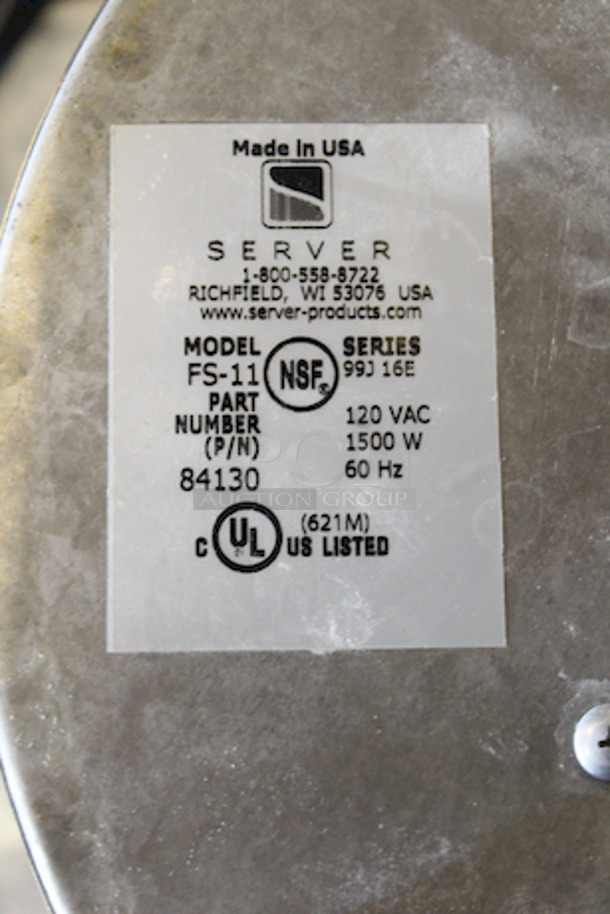 Made in USA
SERVER
1-800-558-8722
RICHFIELD, WI 53076 USA
www.server-products.com
MODEL
FS-11
NSF®
SERIES
99J 16E
PART
NUMBER
(P/N)
84130
120 VAC
1500 W
60 Hz
AUCTION GROUP
C UL US LISTED
(621M)